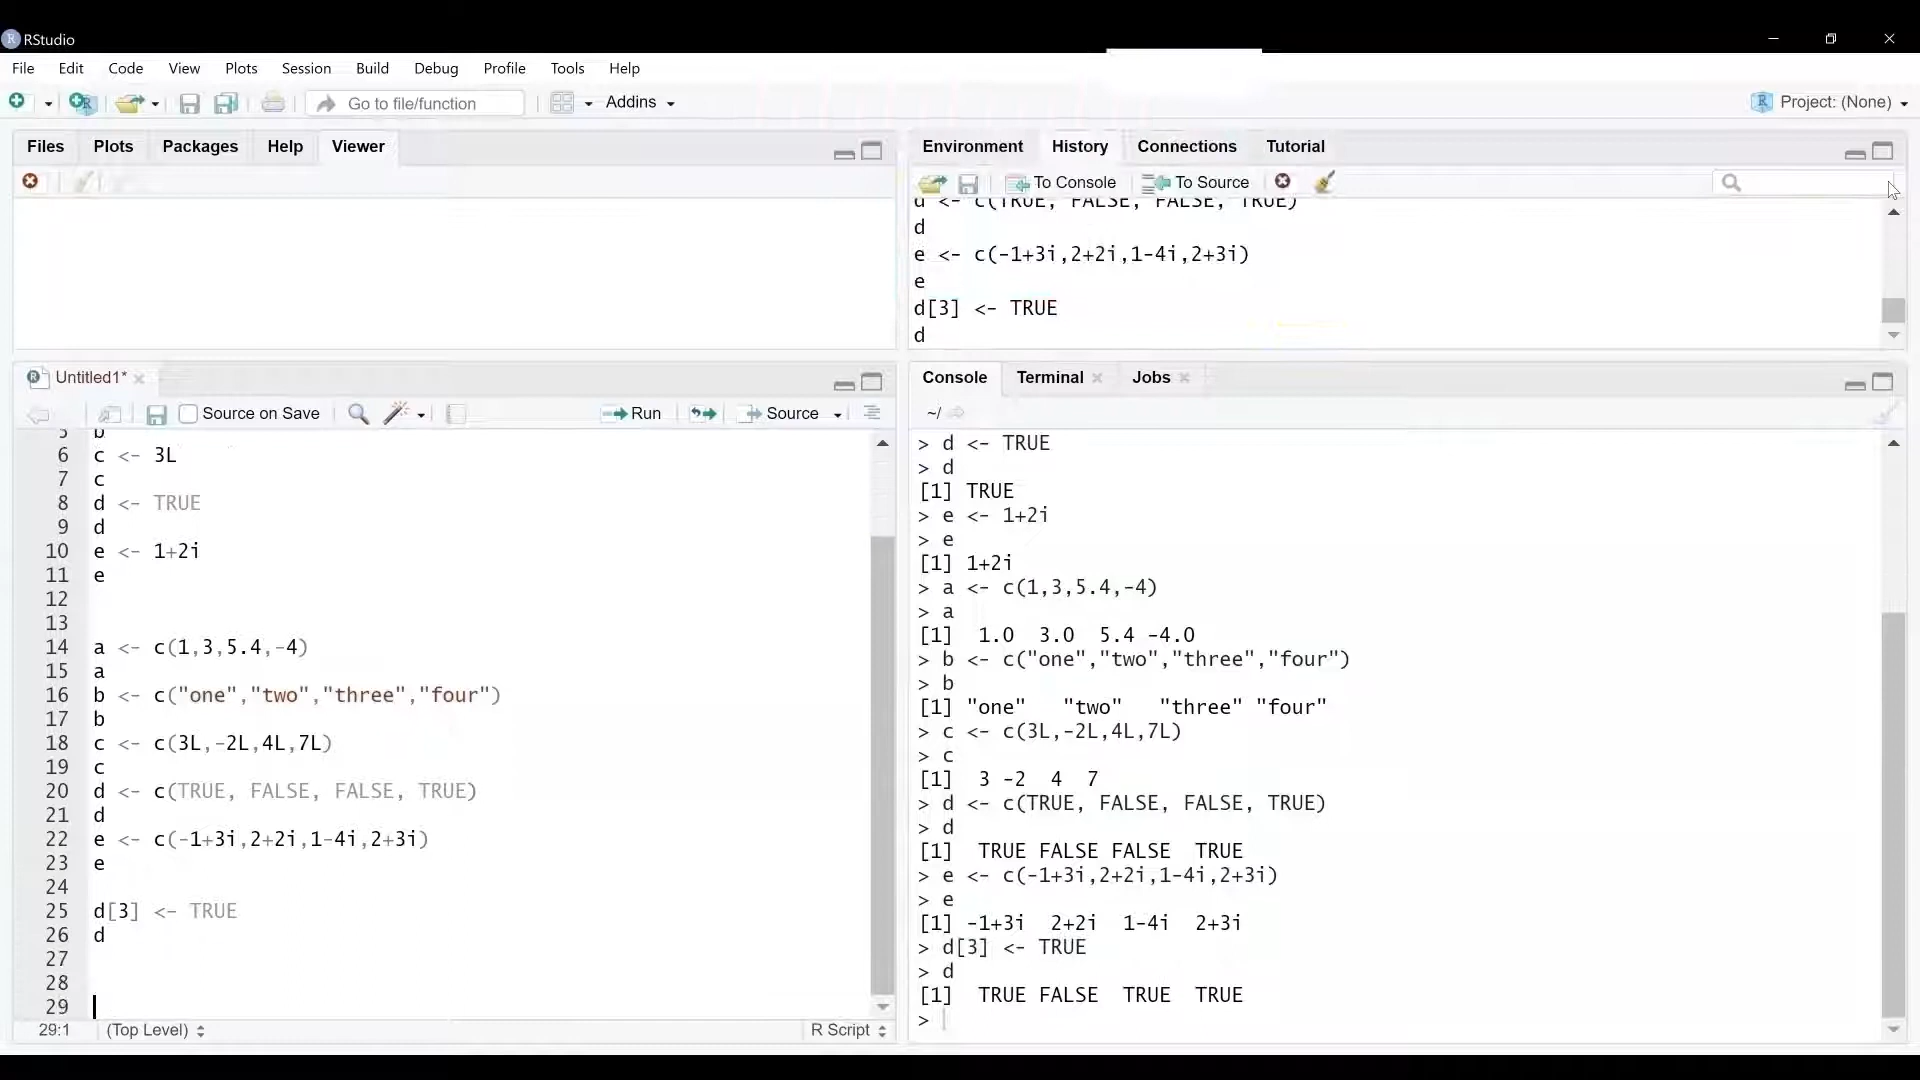 RStudio
File Edit Code View Plots Session Build Debug Profile Tools Help
Go to file/function Addins Project: (None)
Files Plots Packages Help Viewer
Environment History Connections Tutorial
To Console To Source
d <- c(TRUE, FALSE, FALSE, TRUE)
d
e <- c(-1+3i,2+2i,1-4i,2+3i)
e
d[3] <- TRUE
d
Untitled1*
Source on Save Run Source
5 b
6 c <- 3L
7 c
8 d <- TRUE
9 d
10 e <- 1+2i
11 e
12
13
14 a <- c(1,3,5.4,-4)
15 a
16 b <- c("one","two","three","four")
17 b
18 c <- c(3L,-2L,4L,7L)
19 c
20 d <- c(TRUE, FALSE, FALSE, TRUE)
21 d
22 e <- c(-1+3i,2+2i,1-4i,2+3i)
23 e
24
25 d[3] <- TRUE
26 d
27
28
29
29:1 (Top Level) R Script
Console Terminal Jobs
~/
> d <- TRUE
> d
[1] TRUE
> e <- 1+2i
> e
[1] 1+2i
> a <- c(1,3,5.4,-4)
> a
[1]  1.0  3.0  5.4 -4.0
> b <- c("one","two","three","four")
> b
[1] "one"   "two"   "three" "four"
> c <- c(3L,-2L,4L,7L)
> c
[1]  3 -2  4  7
> d <- c(TRUE, FALSE, FALSE, TRUE)
> d
[1]  TRUE FALSE FALSE  TRUE
> e <- c(-1+3i,2+2i,1-4i,2+3i)
> e
[1] -1+3i  2+2i  1-4i  2+3i
> d[3] <- TRUE
> d
[1]  TRUE FALSE  TRUE  TRUE
>